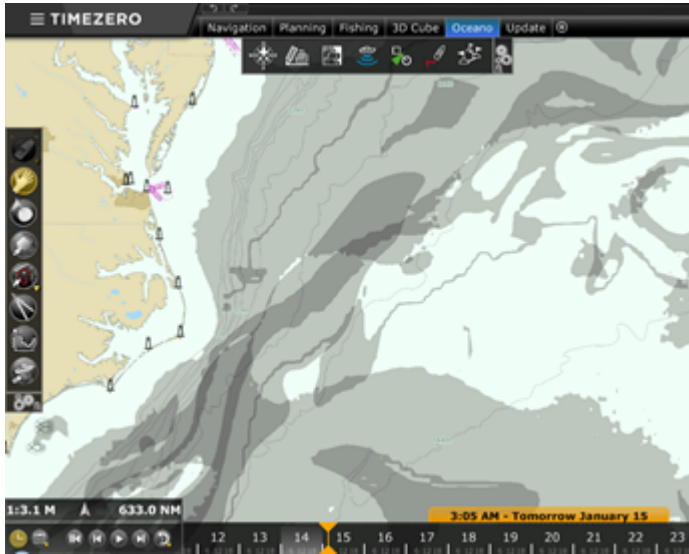 TIMEZERO
Navigation Planning Fishing 3D Cube Oceano Update
1:3.1 M 633.0 NM
3:05 AM - Tomorrow January 15
12 13 14 15 16 17 18 19 20 21 22 23